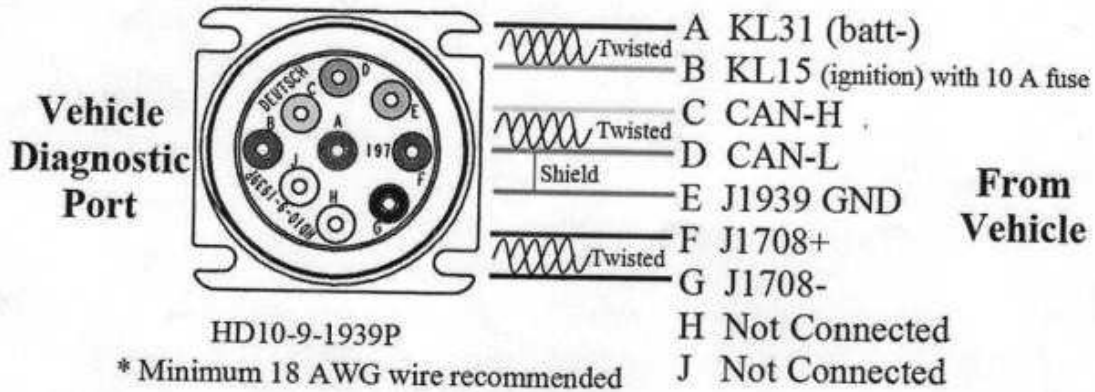 Vehicle
Diagnostic
Port
DEUTSCH
A
B
C
D
E
F
G
H
J
197
HD10-9-1939P
Twisted
Twisted
Shield
Twisted
A KL31 (batt-)
B KL15 (ignition) with 10 A fuse
C CAN-H
D CAN-L
E J1939 GND
F J1708+
G J1708-
H Not Connected
J Not Connected
From
Vehicle
HD10-9-1939P
* Minimum 18 AWG wire recommended